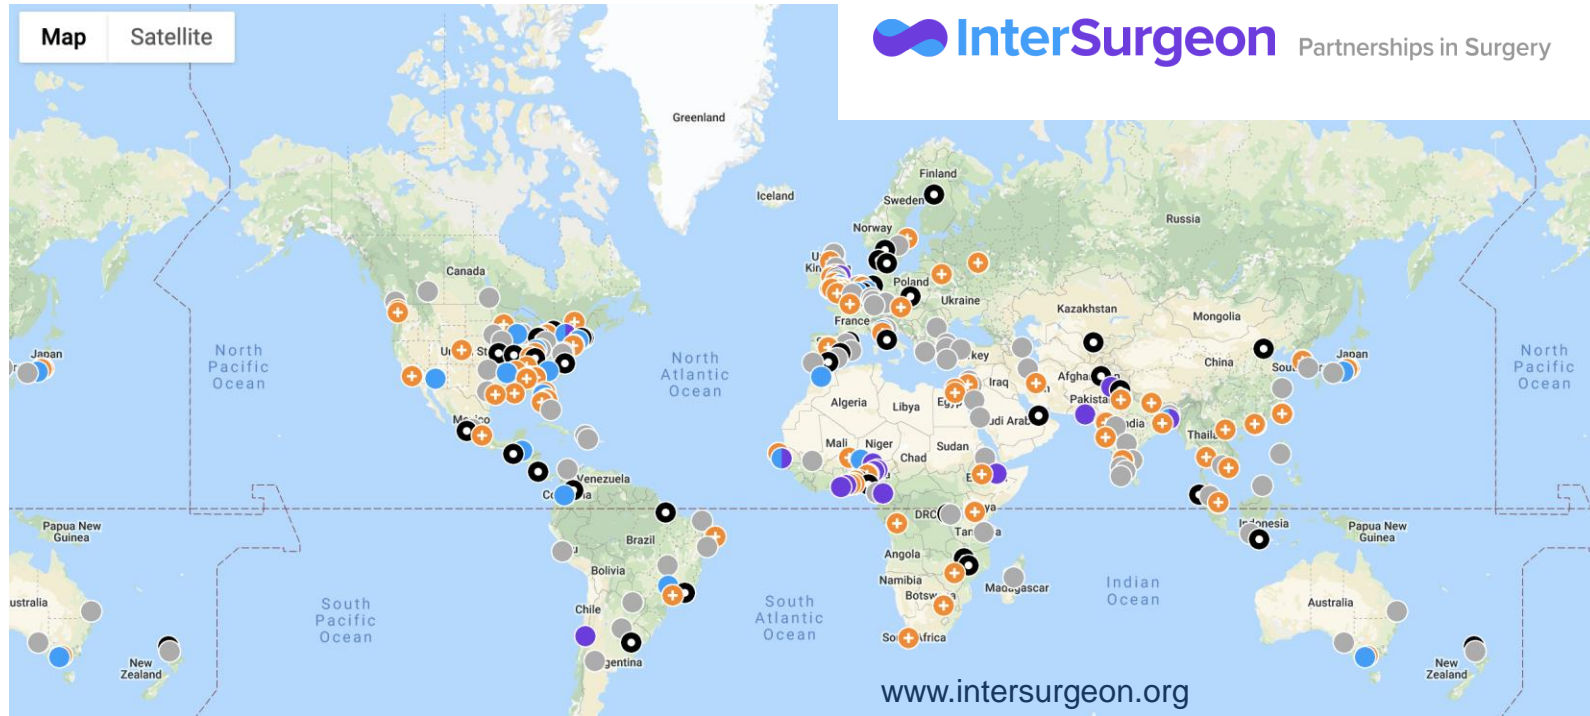 Map Satellite
InterSurgeon Partnerships in Surgery
Greenland
Iceland
Finland
Sweden
Norway
Russia
Canada
Poland
Ukraine
Kazakhstan
Mongolia
France
Japan
Japan
North
Pacific
Ocean
North
Atlantic
Ocean
North
Pacific
Ocean
China
Iraq
Algeria
Libya
Mali
Niger
Chad
Sudan
Venezuela
DRC
Papua New
Guinea
Papua New
Guinea
Brazil
Angola
Bolivia
Namibia
Madagascar
Indian
Ocean
Chile
South
Pacific
Ocean
South
Atlantic
Ocean
Australia
New
Zealand
New
Zealand
www.intersurgeon.org